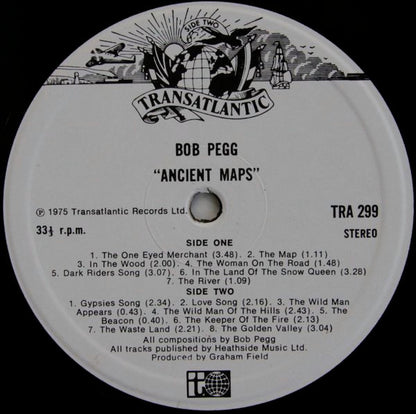 SIDE TWO
TRANSATLANTIC
BOB PEGG
"ANCIENT MAPS"
℗ 1975 Transatlantic Records Ltd.
TRA 299
33⅓ r.p.m.
STEREO
SIDE ONE
1. The One Eyed Merchant (3.48). 2. The Map (1.11)
3. In The Wood (2.00). 4. The Woman On The Road (1.48)
5. Dark Riders Song (3.07). 6. In The Land Of The Snow Queen (3.28)
7. The River (1.09)
SIDE TWO
1. Gypsies Song (2.34). 2. Love Song (2.16). 3. The Wild Man
Appears (0.43). 4. The Wild Man Of The Hills (2.43). 5. The
Beacon (0.40). 6. The Keeper Of The Fire (2.13)
7. The Waste Land (2.21) 8. The Golden Valley (3.04)
All compositions by Bob Pegg
All tracks published by Heathside Music Ltd.
Produced by Graham Field